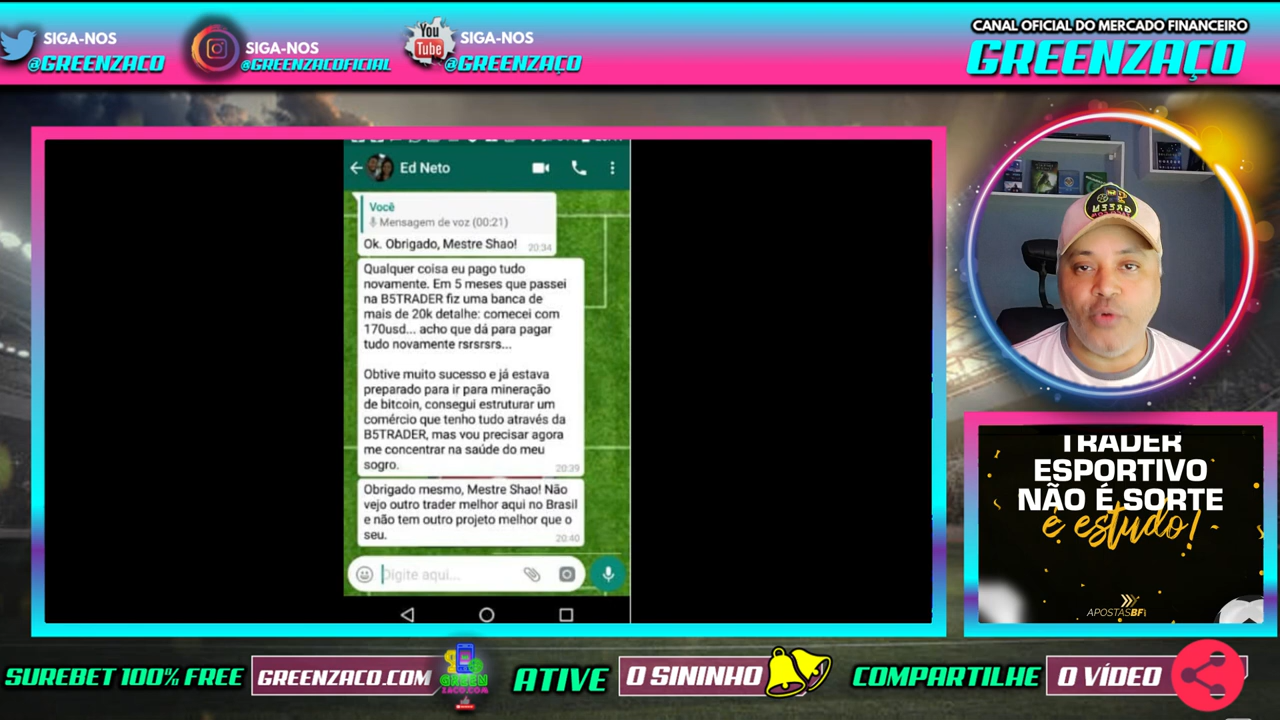 SIGA-NOS
@GREENZACO
SIGA-NOS
@GREENZACOFICIAL
You
Tube
SIGA-NOS
@GREENZAÇO
CANAL OFICIAL DO MERCADO FINANCEIRO
GREENZAÇO
Ed Neto
Você
Mensagem de voz (00:21)
Ok. Obrigado, Mestre Shao! 20:34
Qualquer coisa eu pago tudo
novamente. Em 5 meses que passei
na B5TRADER fiz uma banca de
mais de 20k detalhe: comecei com
170usd... acho que dá para pagar
tudo novamente rsrsrsrs...
Obtive muito sucesso e já estava
preparado para ir para mineração
de bitcoin, consegui estruturar um
comércio que tenho tudo através da
B5TRADER, mas vou precisar agora
me concentrar na saúde do meu
sogro. 20:39
Obrigado mesmo, Mestre Shao! Não
vejo outro trader melhor aqui no Brasil
e não tem outro projeto melhor que o
seu. 20:40
Digite aqui...
TRADER
ESPORTIVO
NÃO É SORTE
é estudo!
APOSTASBF
SUREBET 100% FREE
GREENZACO.COM
GREEN
ZACO.COM
ATIVE
O SININHO
COMPARTILHE
O VÍDEO